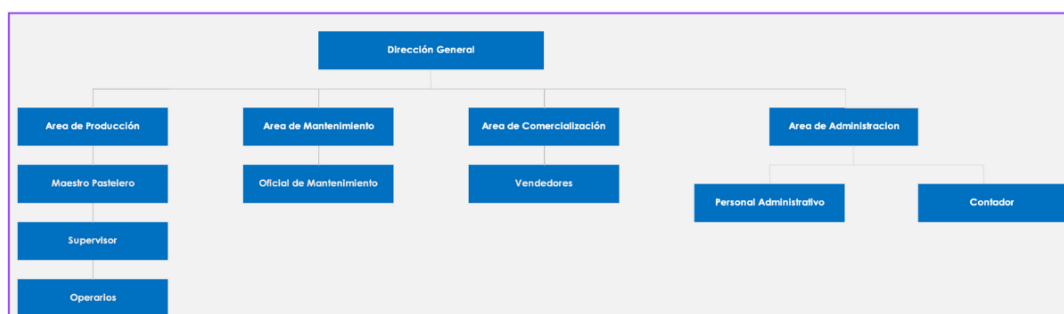 Dirección General
Area de Producción
Area de Mantenimiento
Area de Comercialización
Area de Administracion
Maestro Pastelero
Oficial de Mantenimiento
Vendedores
Personal Administrativo
Contador
Supervisor
Operarios